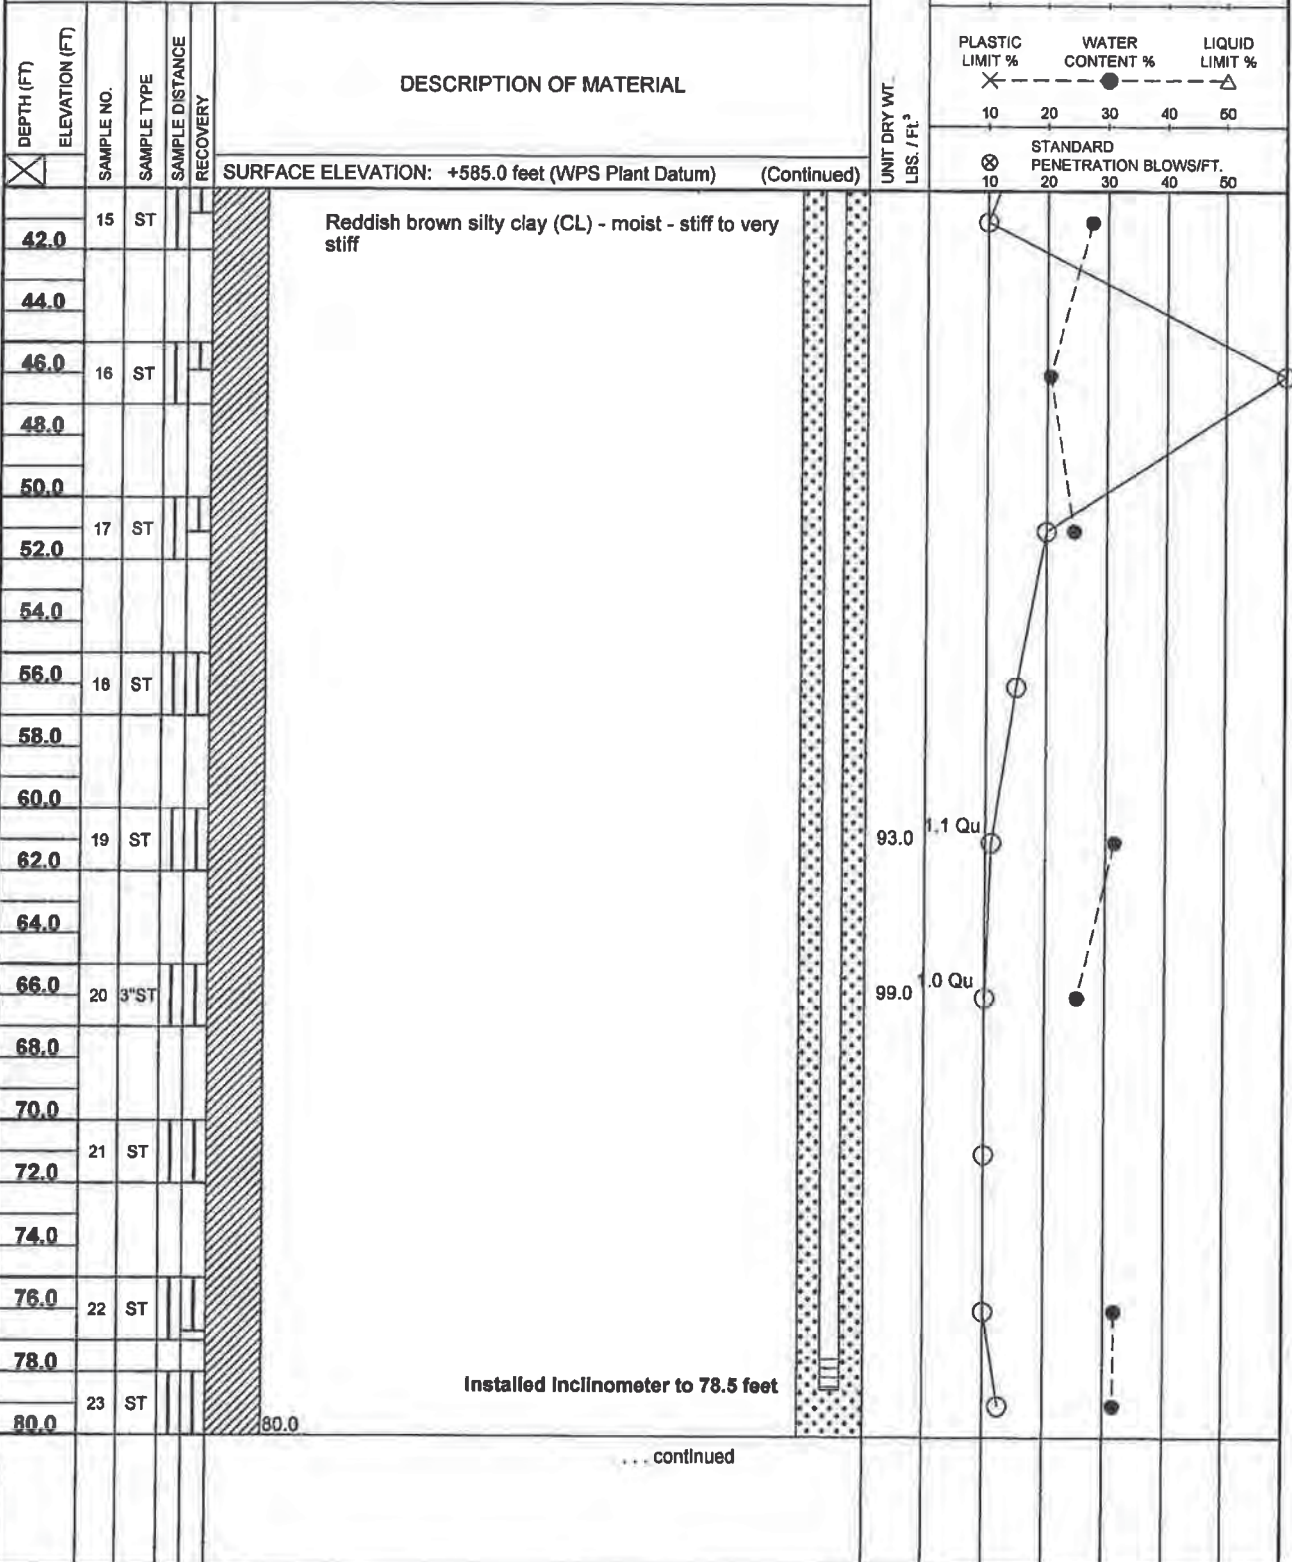 DEPTH (FT)
ELEVATION (FT)
SAMPLE NO.
SAMPLE TYPE
SAMPLE DISTANCE
RECOVERY
DESCRIPTION OF MATERIAL
SURFACE ELEVATION: +585.0 feet (WPS Plant Datum) (Continued)
UNIT DRY WT.
LBS. / Ft.³
PLASTIC LIMIT %
WATER CONTENT %
LIQUID LIMIT %
10 20 30 40 50
STANDARD
PENETRATION BLOWS/FT.
10 20 30 40 50
15 ST
Reddish brown silty clay (CL) - moist - stiff to very
stiff
42.0
44.0
46.0
16 ST
48.0
50.0
17 ST
52.0
54.0
56.0
18 ST
58.0
60.0
19 ST 93.0 1.1 Qu
62.0
64.0
66.0
20 3"ST 99.0 1.0 Qu
68.0
70.0
21 ST
72.0
74.0
76.0
22 ST
78.0
Installed Inclinometer to 78.5 feet
23 ST
80.0 80.0
... continued